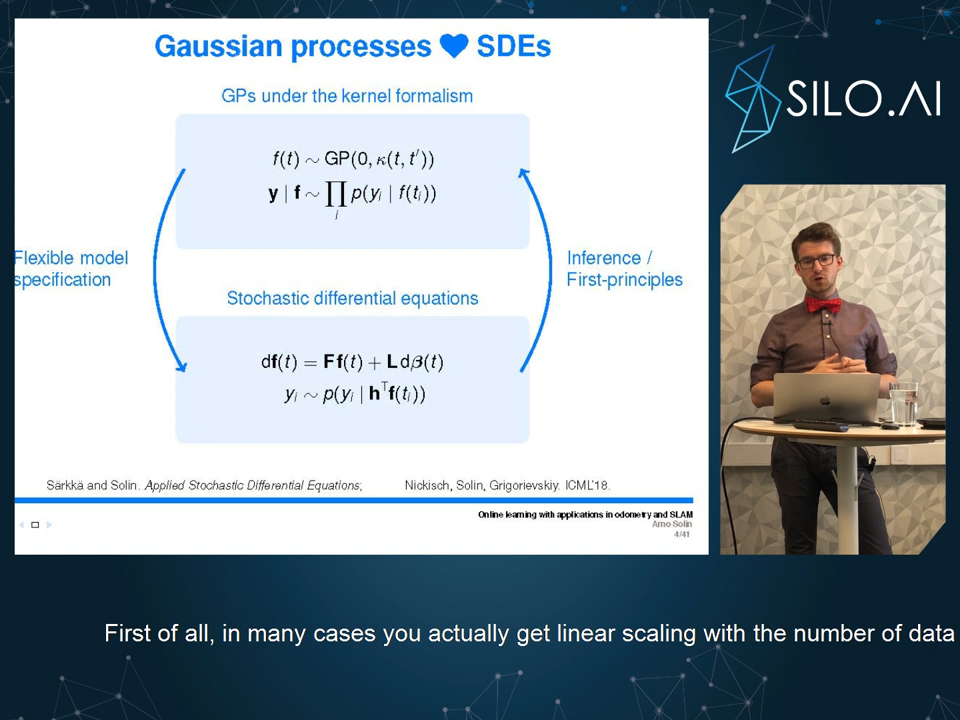 Gaussian processes ♥ SDEs
GPs under the kernel formalism
f(t) ∼ GP(0, κ(t, t′))
y | f ∼ ∏ᵢ p(yᵢ | f(tᵢ))
Flexible model
specification
Inference /
First-principles
Stochastic differential equations
df(t) = F f(t) + L dβ(t)
yᵢ ∼ p(yᵢ | hᵀf(tᵢ))
Särkkä and Solin. Applied Stochastic Differential Equations; Nickisch, Solin, Grigorievskiy. ICML'18.
Online learning with applications in odometry and SLAM
Arno Solin
4/41
SILO.AI
First of all, in many cases you actually get linear scaling with the number of data